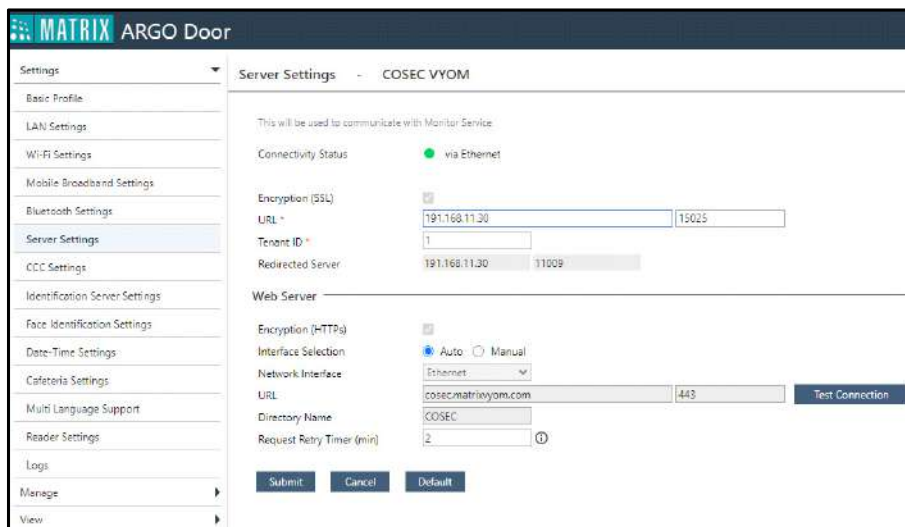 MATRIX ARGO Door
Settings
Basic Profile
LAN Settings
Wi-Fi Settings
Mobile Broadband Settings
Bluetooth Settings
Server Settings
CCC Settings
Identification Server Settings
Face Identification Settings
Date-Time Settings
Cafeteria Settings
Multi Language Support
Reader Settings
Logs
Manage
View
Server Settings - COSEC VYOM
This will be used to communicate with Monitor Service
Connectivity Status via Ethernet
Encryption (SSL)
URL * 191.168.11.30 15025
Tenant ID * 1
Redirected Server 191.168.11.30 11009
Web Server
Encryption (HTTPs)
Interface Selection Auto Manual
Network Interface Ethernet
URL cosec.matrixvyom.com 443 Test Connection
Directory Name COSEC
Request Retry Timer (min) 2
Submit Cancel Default